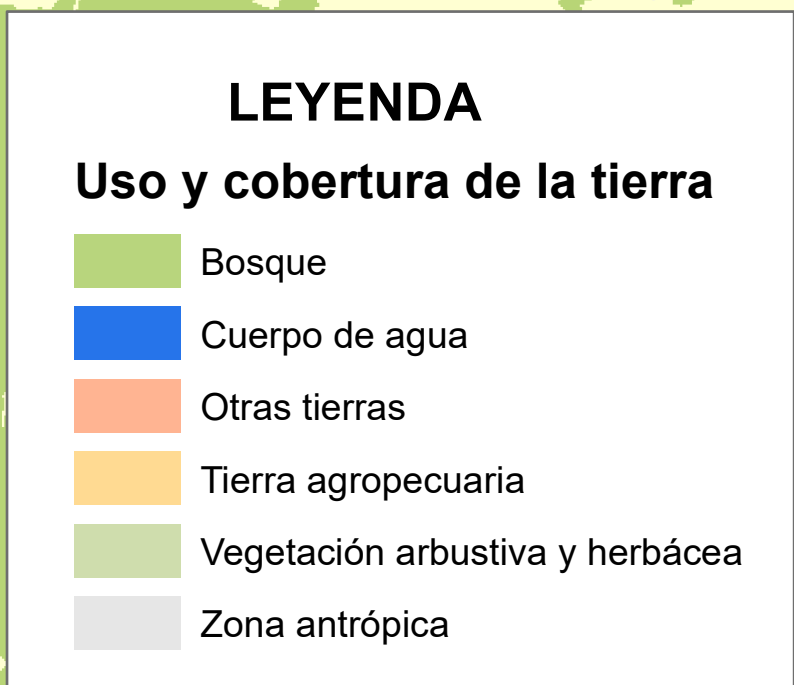 LEYENDA
Uso y cobertura de la tierra
Bosque
Cuerpo de agua
Otras tierras
Tierra agropecuaria
Vegetación arbustiva y herbácea
Zona antrópica